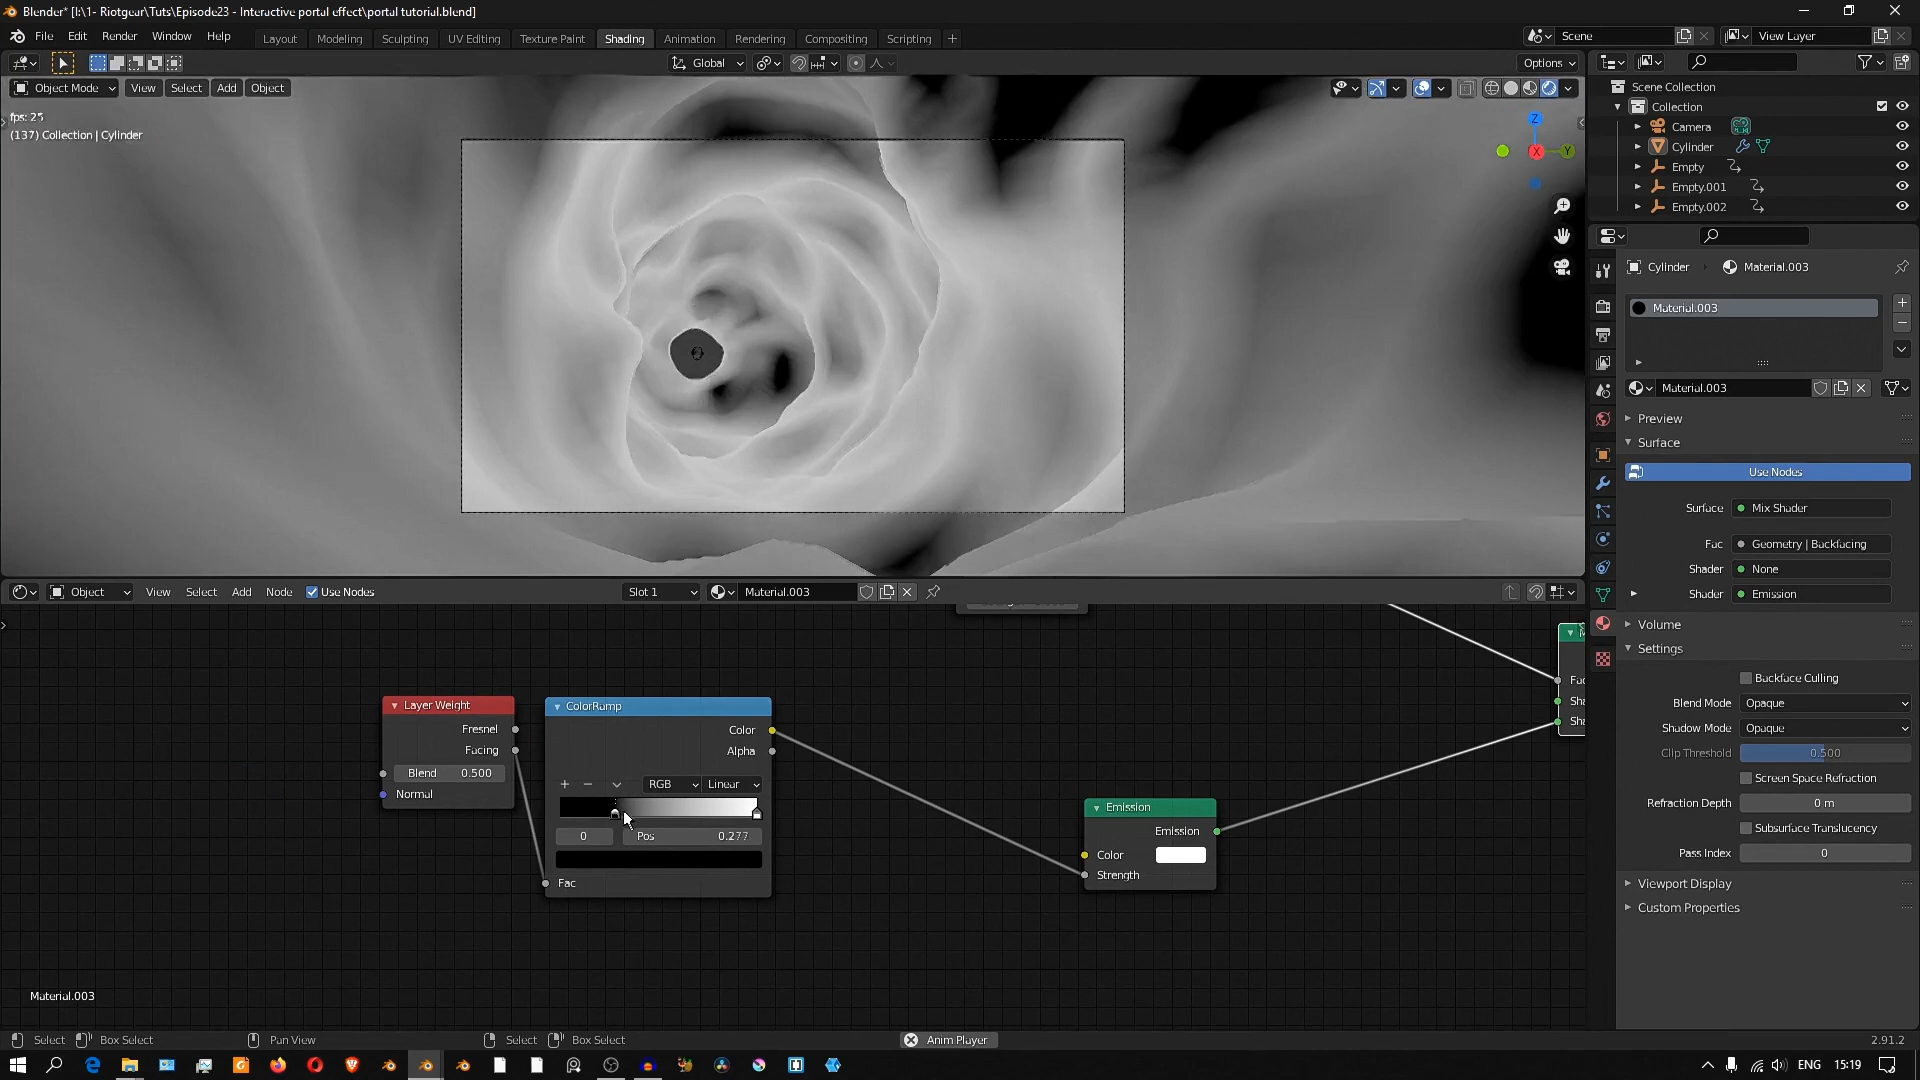 Blender* [I:\1- Riotgear\Tuts\Episode23 - Interactive portal effect\portal tutorial.blend]
File Edit Render Window Help Layout Modeling Sculpting UV Editing Texture Paint Shading Animation Rendering Compositing Scripting + Scene View Layer
Global Options
Object Mode View Select Add Object
fps: 25
(137) Collection | Cylinder
Z
X
Y
Scene Collection
Collection
Camera
Cylinder
Empty
Empty.001
Empty.002
Cylinder Material.003
Material.003
Material.003
Preview
Surface
Use Nodes
Surface Mix Shader
Fac Geometry | Backfacing
Shader None
Shader Emission
Volume
Settings
Backface Culling
Blend Mode Opaque
Shadow Mode Opaque
Clip Threshold 0.500
Screen Space Refraction
Refraction Depth 0 m
Subsurface Translucency
Pass Index 0
Viewport Display
Custom Properties
Object View Select Add Node Use Nodes Slot 1 Material.003
Layer Weight
Fresnel
Facing
Blend 0.500
Normal
ColorRamp
Color
Alpha
RGB Linear
0 Pos 0.277
Fac
Emission
Emission
Color
Strength
Fac
Sha
Sha
Material.003
Select Box Select Pan View Select Box Select Anim Player 2.91.2
ENG 15:19